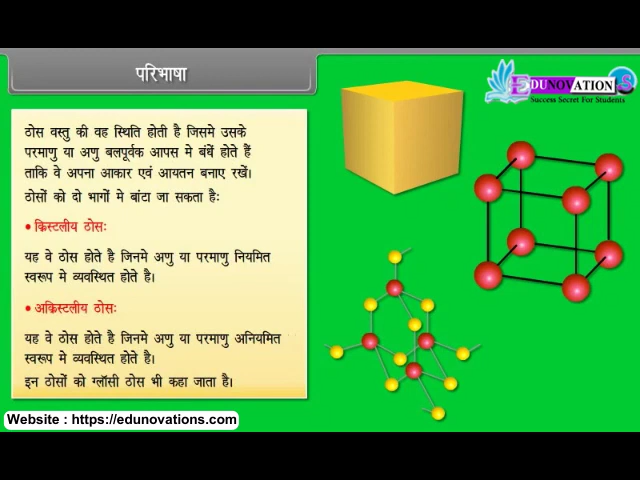 परिभाषा
EDUNOVATIONS
Success Secret For Students
ठोस वस्तु की वह स्थिति होती है जिसमे उसके
परमाणु या अणु बलपूर्वक आपस मे बंधें होते हैं
ताकि वे अपना आकार एवं आयतन बनाए रखें।
ठोसों को दो भागों मे बांटा जा सकता हैः
• क्रिस्टलीय ठोसः
यह वे ठोस होते है जिनमे अणु या परमाणु नियमित
स्वरूप मे व्यवस्थित होते है।
• अक्रिस्टलीय ठोसः
यह वे ठोस होते है जिनमे अणु या परमाणु अनियमित
स्वरूप मे व्यवस्थित होते है।
इन ठोसों को ग्लॉसी ठोस भी कहा जाता है।
Website : https://edunovations.com